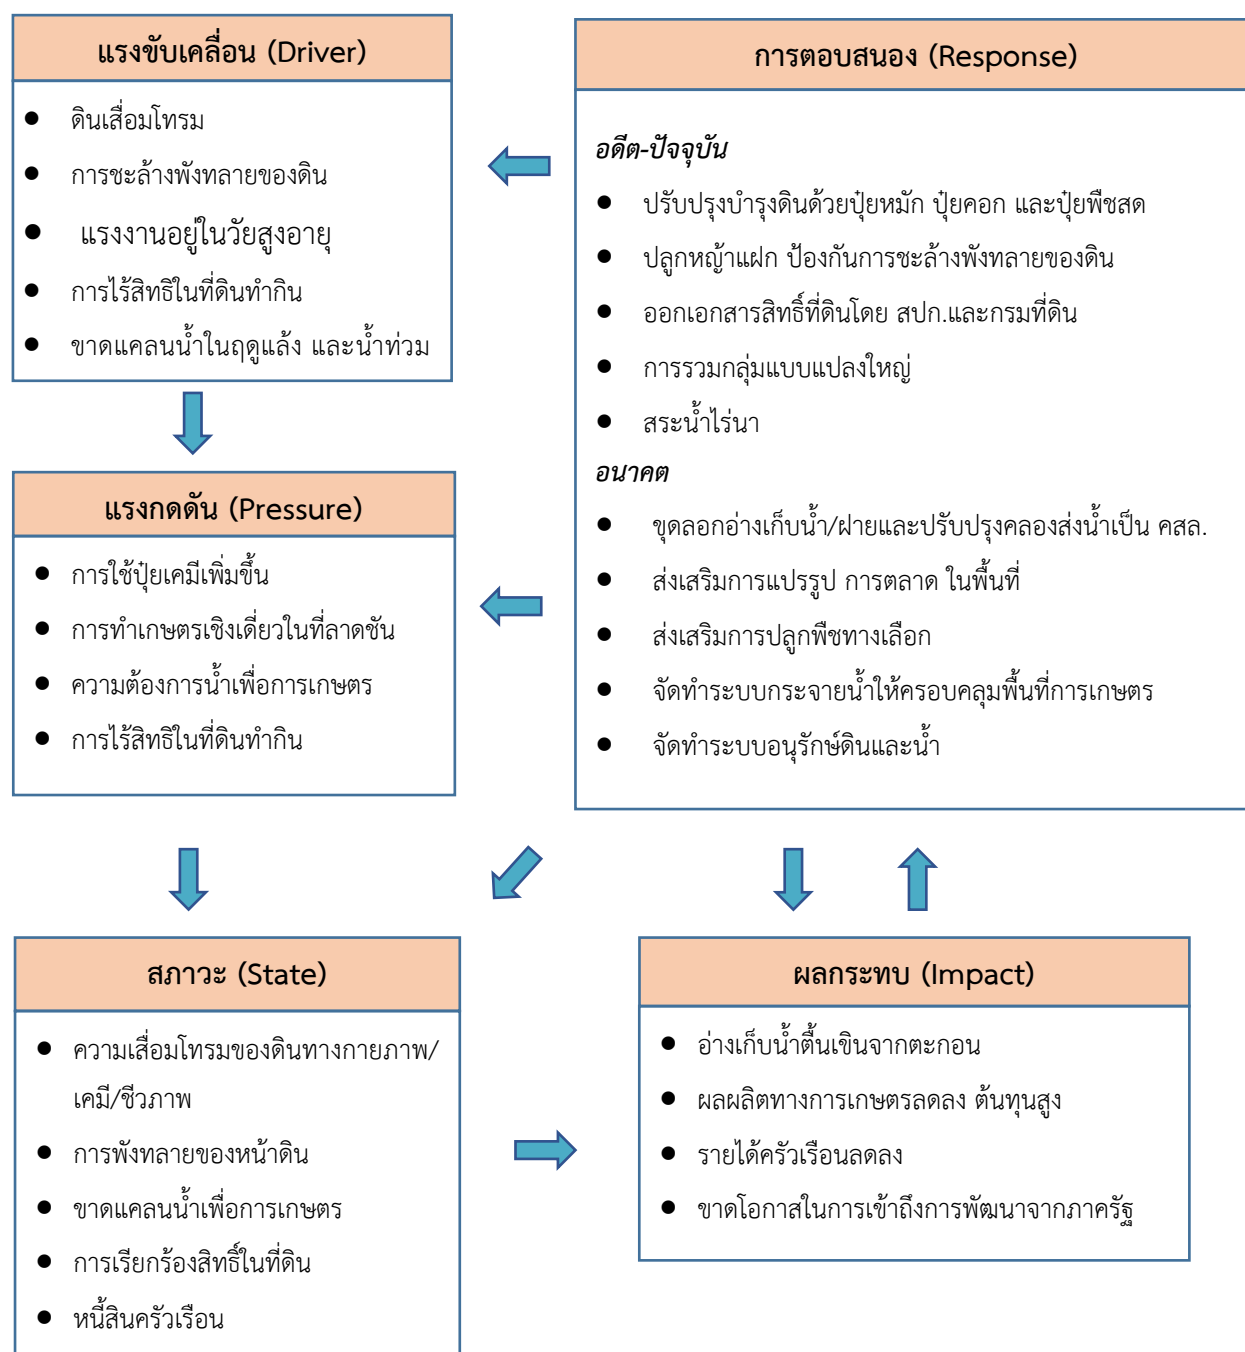 แรงขับเคลื่อน (Driver)
● ดินเสื่อมโทรม
● การชะล้างพังทลายของดิน
● แรงงานอยู่ในวัยสูงอายุ
● การไร้สิทธิในที่ดินทำกิน
● ขาดแคลนน้ำในฤดูแล้ง และน้ำท่วม
แรงกดดัน (Pressure)
● การใช้ปุ๋ยเคมีเพิ่มขึ้น
● การทำเกษตรเชิงเดี่ยวในที่ลาดชัน
● ความต้องการน้ำเพื่อการเกษตร
● การไร้สิทธิในที่ดินทำกิน
การตอบสนอง (Response)
อดีต-ปัจจุบัน
● ปรับปรุงบำรุงดินด้วยปุ๋ยหมัก ปุ๋ยคอก และปุ๋ยพืชสด
● ปลูกหญ้าแฝก ป้องกันการชะล้างพังทลายของดิน
● ออกเอกสารสิทธิ์ที่ดินโดย สปก.และกรมที่ดิน
● การรวมกลุ่มแบบแปลงใหญ่
● สระน้ำไร่นา
อนาคต
● ขุดลอกอ่างเก็บน้ำ/ฝายและปรับปรุงคลองส่งน้ำเป็น คสล.
● ส่งเสริมการแปรรูป การตลาด ในพื้นที่
● ส่งเสริมการปลูกพืชทางเลือก
● จัดทำระบบกระจายน้ำให้ครอบคลุมพื้นที่การเกษตร
● จัดทำระบบอนุรักษ์ดินและน้ำ
สภาวะ (State)
● ความเสื่อมโทรมของดินทางกายภาพ/
เคมี/ชีวภาพ
● การพังทลายของหน้าดิน
● ขาดแคลนน้ำเพื่อการเกษตร
● การเรียกร้องสิทธิ์ในที่ดิน
● หนี้สินครัวเรือน
ผลกระทบ (Impact)
● อ่างเก็บน้ำตื้นเขินจากตะกอน
● ผลผลิตทางการเกษตรลดลง ต้นทุนสูง
● รายได้ครัวเรือนลดลง
● ขาดโอกาสในการเข้าถึงการพัฒนาจากภาครัฐ